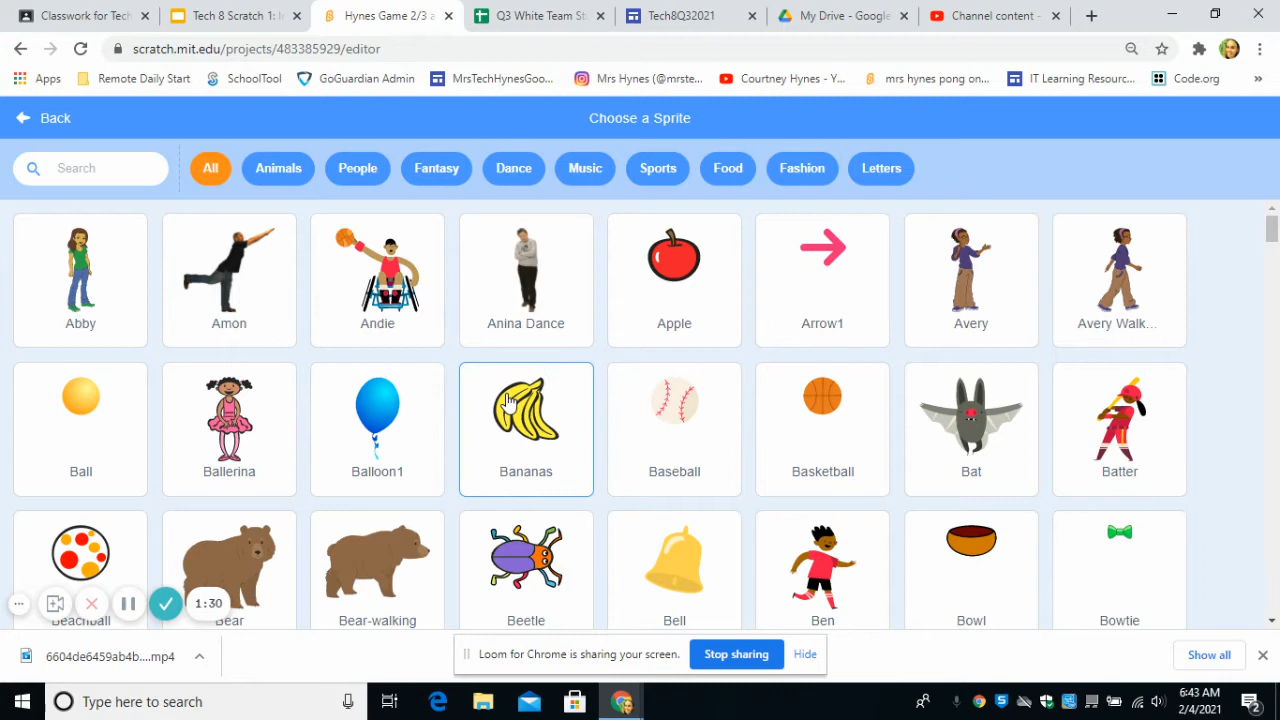 Classwork for Tech
Tech 8 Scratch 1: I
Hynes Game 2/3 a
Q3 White Team St
Tech8Q32021
My Drive - Google
Channel content -
scratch.mit.edu/projects/483385929/editor
Apps
Remote Daily Start
SchoolTool
GoGuardian Admin
MrsTechHynesGoo...
Mrs Hynes (@mrste...
Courtney Hynes - Y...
mrs hynes pong on...
IT Learning Resourc...
Code.org
»
Back
Choose a Sprite
Search
All
Animals
People
Fantasy
Dance
Music
Sports
Food
Fashion
Letters
Abby
Amon
Andie
Anina Dance
Apple
Arrow1
Avery
Avery Walk...
Ball
Ballerina
Balloon1
Bananas
Baseball
Basketball
Bat
Batter
Beachball
Bear
Bear-walking
Beetle
Bell
Ben
Bowl
Bowtie
1:30
6604de6459ab4b....mp4
Loom for Chrome is sharing your screen.
Stop sharing
Hide
Show all
Type here to search
6:43 AM
2/4/2021
2